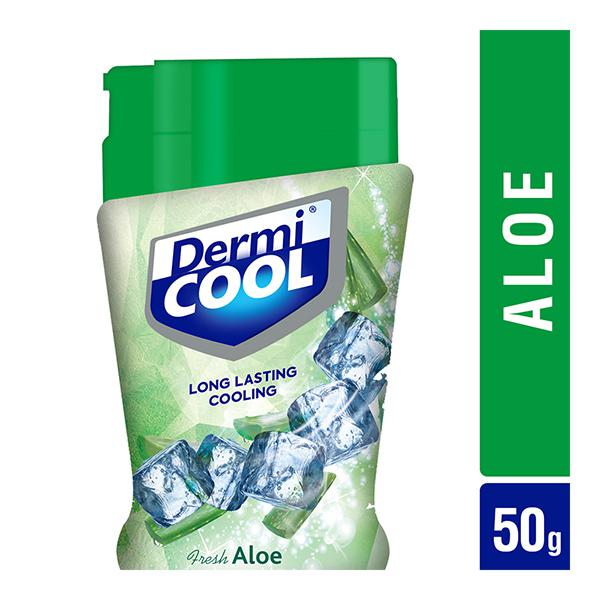 Dermi®
COOL
LONG LASTING
COOLING
Fresh Aloe
ALOE
50g